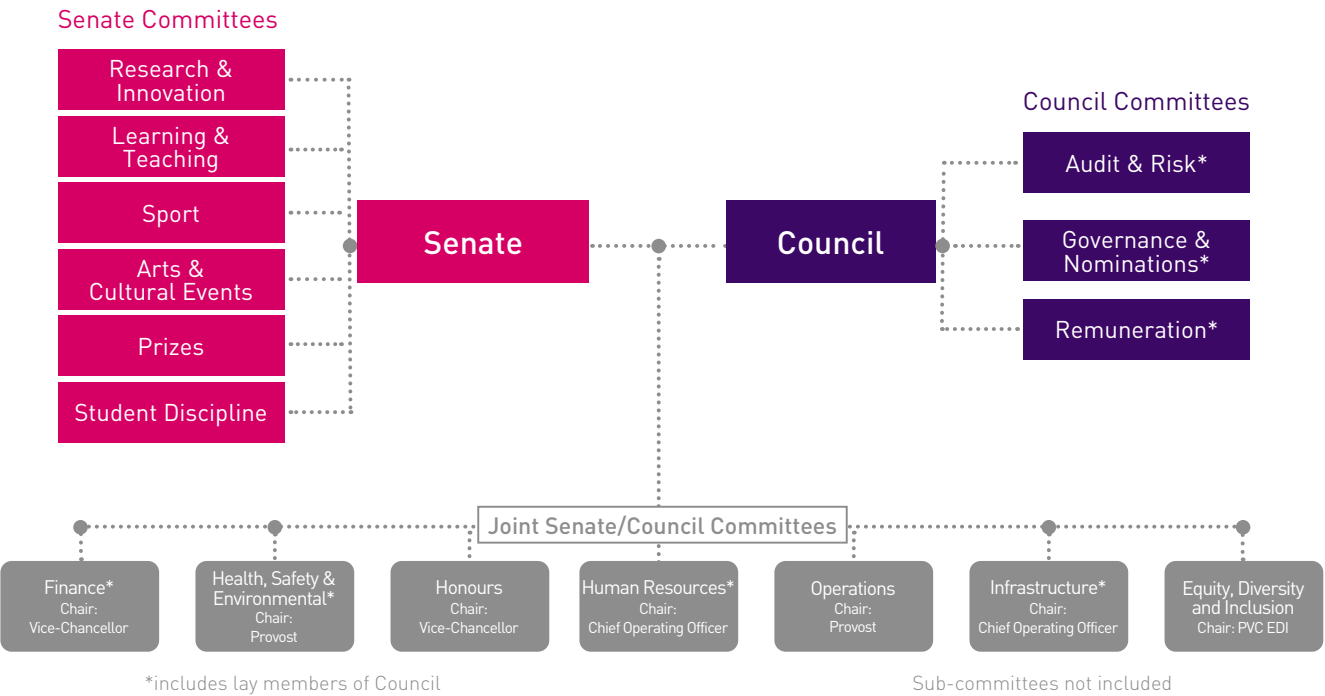 Senate Committees
Research &
Innovation
Learning &
Teaching
Sport
Arts &
Cultural Events
Prizes
Student Discipline
Senate
Council
Council Committees
Audit & Risk*
Governance &
Nominations*
Remuneration*
Joint Senate/Council Committees
Finance*
Chair:
Vice-Chancellor
Health, Safety &
Environmental*
Chair:
Provost
Honours
Chair:
Vice-Chancellor
Human Resources*
Chair:
Chief Operating Officer
Operations
Chair:
Provost
Infrastructure*
Chair:
Chief Operating Officer
Equity, Diversity
and Inclusion
Chair: PVC EDI
*includes lay members of Council
Sub-committees not included